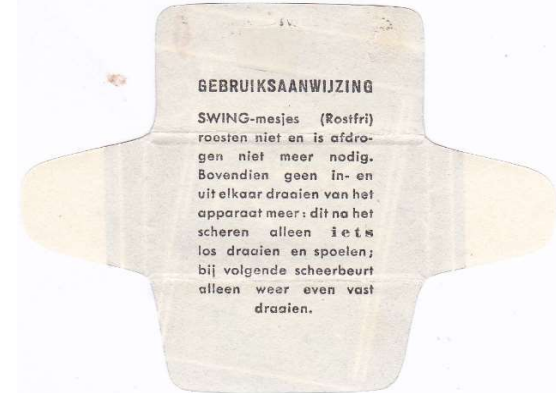 GEBRUIKSAANWIJZING
SWING-mesjes (Rostfri)
roesten niet en is afdro-
gen niet meer nodig.
Bovendien geen in- en
uit elkaar draaien van het
apparaat meer: dit na het
scheren alleen iets
los draaien en spoelen;
bij volgende scheerbeurt
alleen weer even vast
draaien.